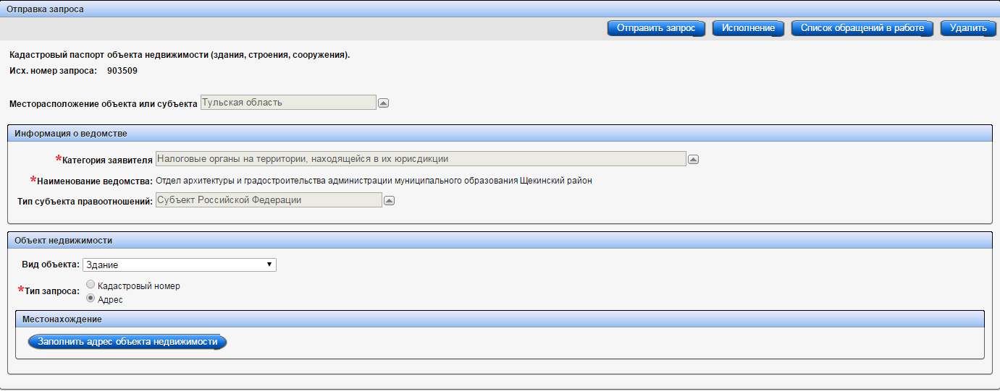 Отправка запроса
Отправить запрос Исполнение Список обращений в работе Удалить
Кадастровый паспорт объекта недвижимости (здания, строения, сооружения).
Исх. номер запроса: 903509
Месторасположение объекта или субъекта Тульская область
Информация о ведомстве
*Категория заявителя Налоговые органы на территории, находящейся в их юрисдикции
*Наименование ведомства: Отдел архитектуры и градостроительства администрации муниципального образования Щекинский район
Тип субъекта правоотношений: Субъект Российской Федерации
Объект недвижимости
Вид объекта: Здание
*Тип запроса: Кадастровый номер
Адрес
Местонахождение
Заполнить адрес объекта недвижимости